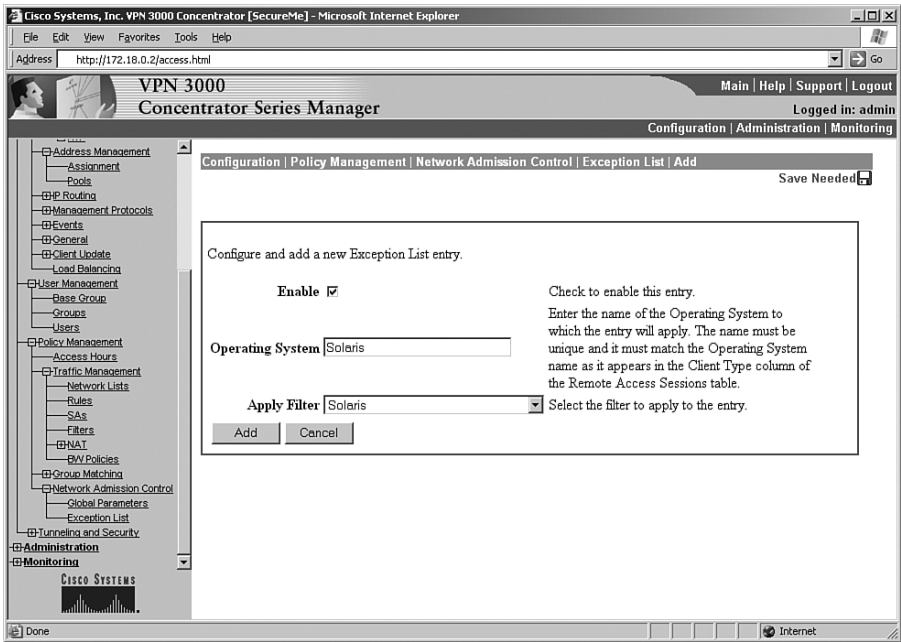 Cisco Systems, Inc. VPN 3000 Concentrator [SecureMe] - Microsoft Internet Explorer
File Edit View Favorites Tools Help
Address http://172.18.0.2/access.html Go
VPN 3000
Concentrator Series Manager
Main | Help | Support | Logout
Logged in: admin
Configuration | Administration | Monitoring
Address Management
Assignment
Pools
IP Routing
Management Protocols
Events
General
Client Update
Load Balancing
User Management
Base Group
Groups
Users
Policy Management
Access Hours
Traffic Management
Network Lists
Rules
SAs
Filters
NAT
BW Policies
Group Matching
Network Admission Control
Global Parameters
Exception List
Tunneling and Security
Administration
Monitoring
CISCO SYSTEMS
Configuration | Policy Management | Network Admission Control | Exception List | Add
Save Needed
Configure and add a new Exception List entry.
Enable Check to enable this entry.
Operating System Solaris
Enter the name of the Operating System to
which the entry will apply. The name must be
unique and it must match the Operating System
name as it appears in the Client Type column of
the Remote Access Sessions table.
Apply Filter Solaris Select the filter to apply to the entry.
Add Cancel
Done Internet